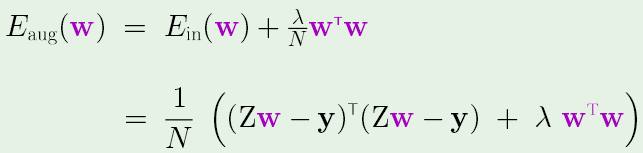 E_aug(w) = E_in(w) + λ/N wᵀw
= 1/N ((Zw − y)ᵀ(Zw − y) + λ wᵀw)